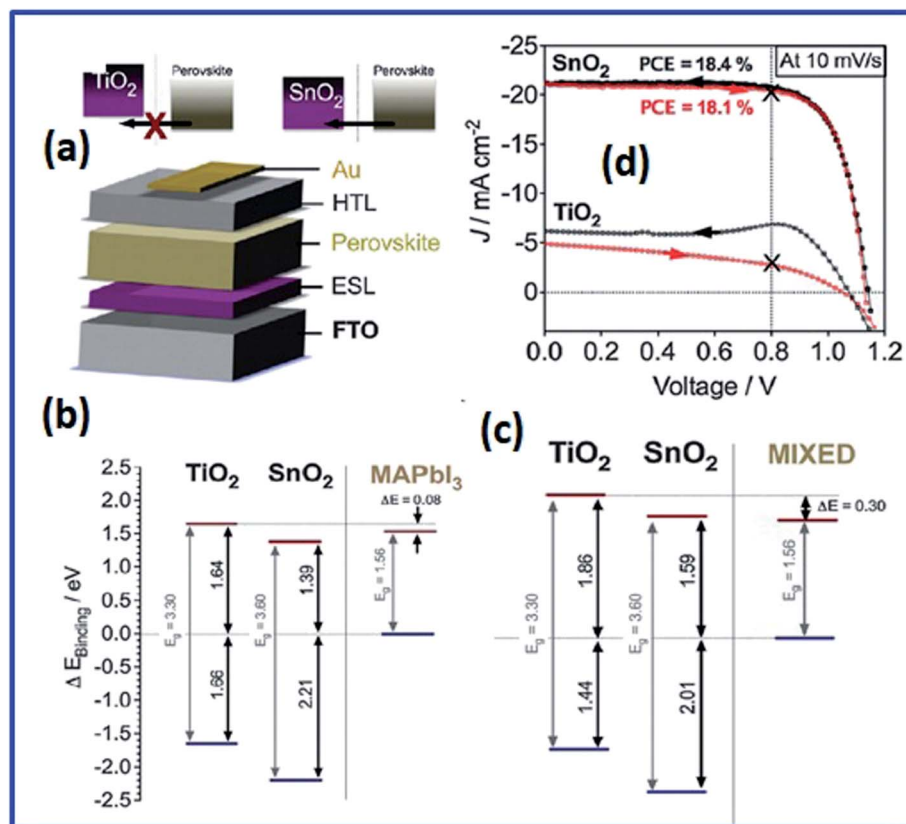 TiO2
Perovskite
SnO2
Perovskite
X
(a)
Au
HTL
Perovskite
ESL
FTO
(d)
-25
-20
-15
-10
-5
0
J / mA cm-2
SnO2
PCE = 18.4 %
At 10 mV/s
PCE = 18.1 %
TiO2
0.0
0.2
0.4
0.6
0.8
1.0
1.2
Voltage / V
(b)
TiO2
SnO2
MAPbI3
ΔE = 0.08
2.5
2.0
1.5
1.0
0.5
0.0
-0.5
-1.0
-1.5
-2.0
-2.5
Δ EBinding / eV
Eg = 3.30
1.64
1.66
Eg = 3.60
1.39
2.21
Eg = 1.56
(c)
TiO2
SnO2
MIXED
ΔE = 0.30
Eg = 3.30
1.86
1.44
Eg = 3.60
1.59
2.01
Eg = 1.56